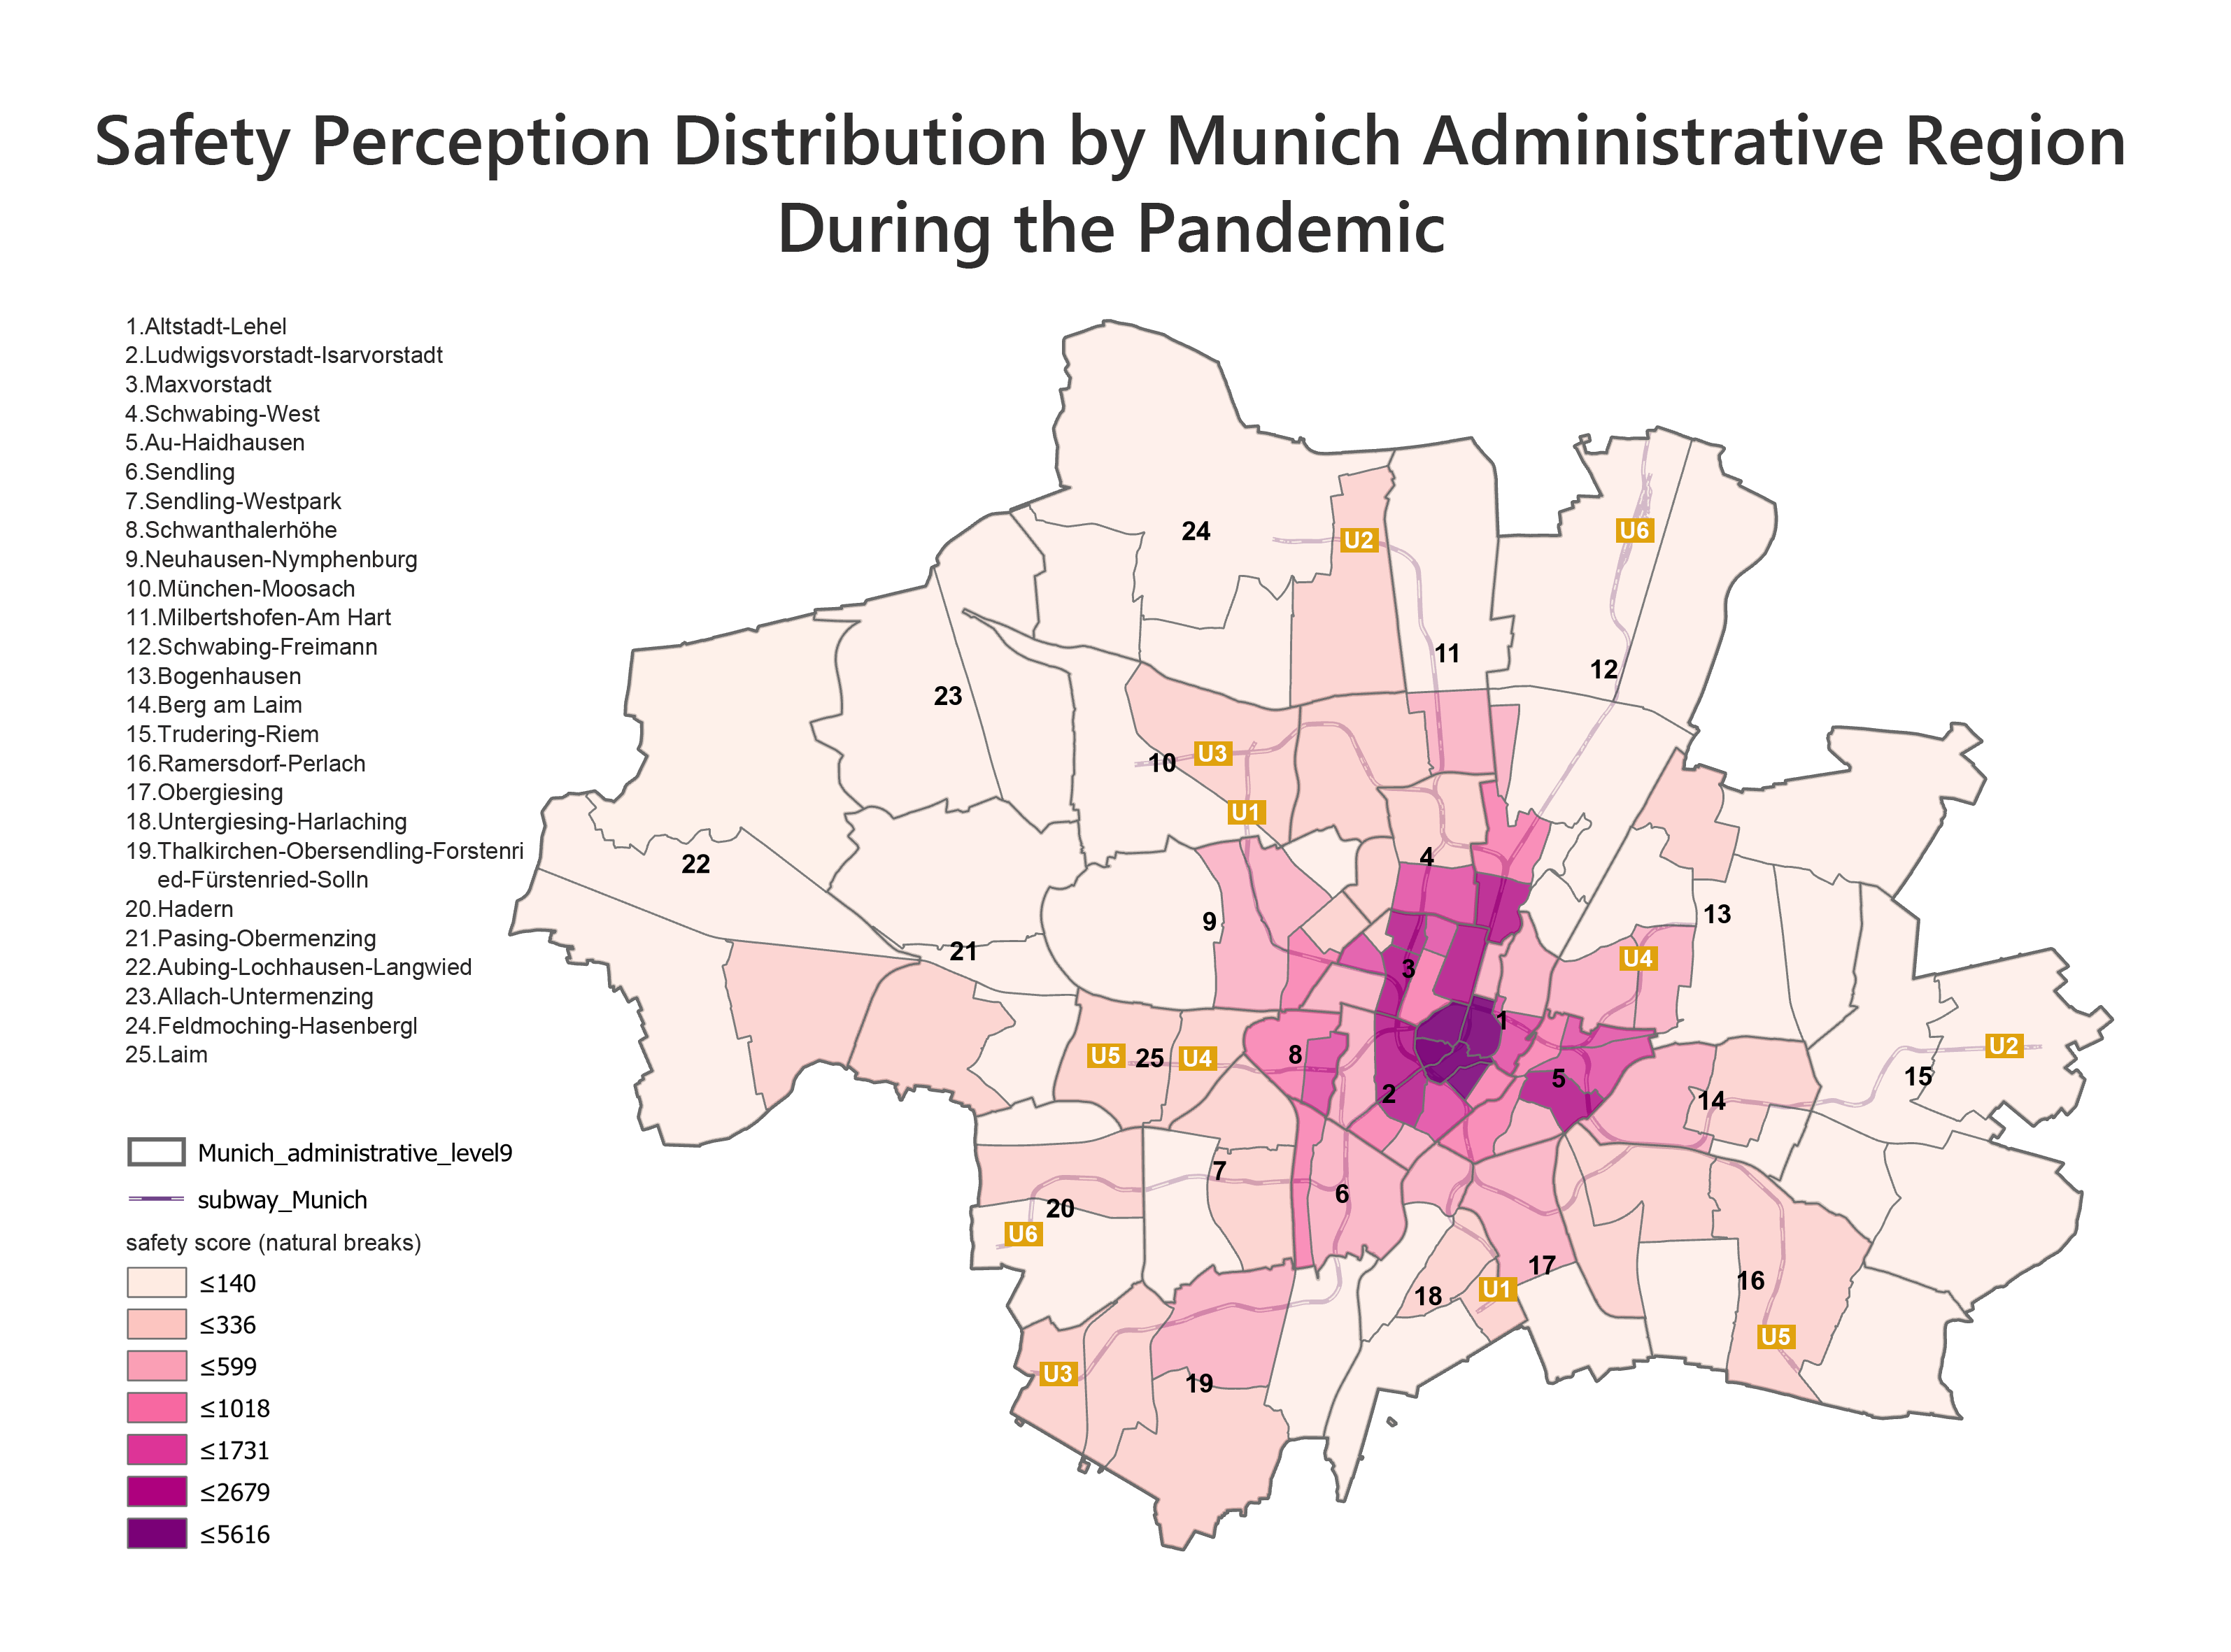 Safety Perception Distribution by Munich Administrative Region
During the Pandemic
1.Altstadt-Lehel
2.Ludwigsvorstadt-Isarvorstadt
3.Maxvorstadt
4.Schwabing-West
5.Au-Haidhausen
6.Sendling
7.Sendling-Westpark
8.Schwanthalerhöhe
9.Neuhausen-Nymphenburg
10.München-Moosach
11.Milbertshofen-Am Hart
12.Schwabing-Freimann
13.Bogenhausen
14.Berg am Laim
15.Trudering-Riem
16.Ramersdorf-Perlach
17.Obergiesing
18.Untergiesing-Harlaching
19.Thalkirchen-Obersendling-Forstenri
ed-Fürstenried-Solln
20.Hadern
21.Pasing-Obermenzing
22.Aubing-Lochhausen-Langwied
23.Allach-Untermenzing
24.Feldmoching-Hasenbergl
25.Laim
Munich_administrative_level9
subway_Munich
safety score (natural breaks)
≤140
≤336
≤599
≤1018
≤1731
≤2679
≤5616
24
U2
U6
11
12
23
10
U3
U1
4
22
9
13
21
3
U4
1
U5
25
U4
8
U2
2
5
14
15
7
6
20
U6
17
16
18
U1
U5
U3
19